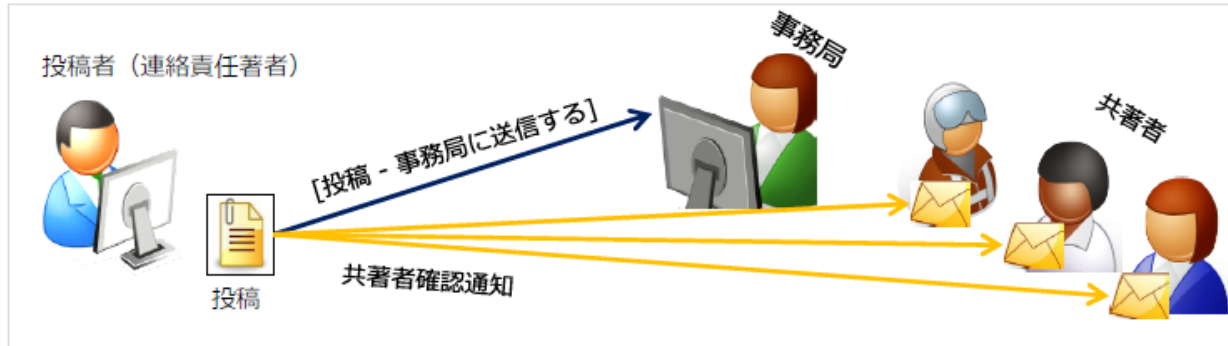 投稿者（連絡責任著者）
事務局
共著者
[投稿 - 事務局に送信する]
共著者確認通知
投稿